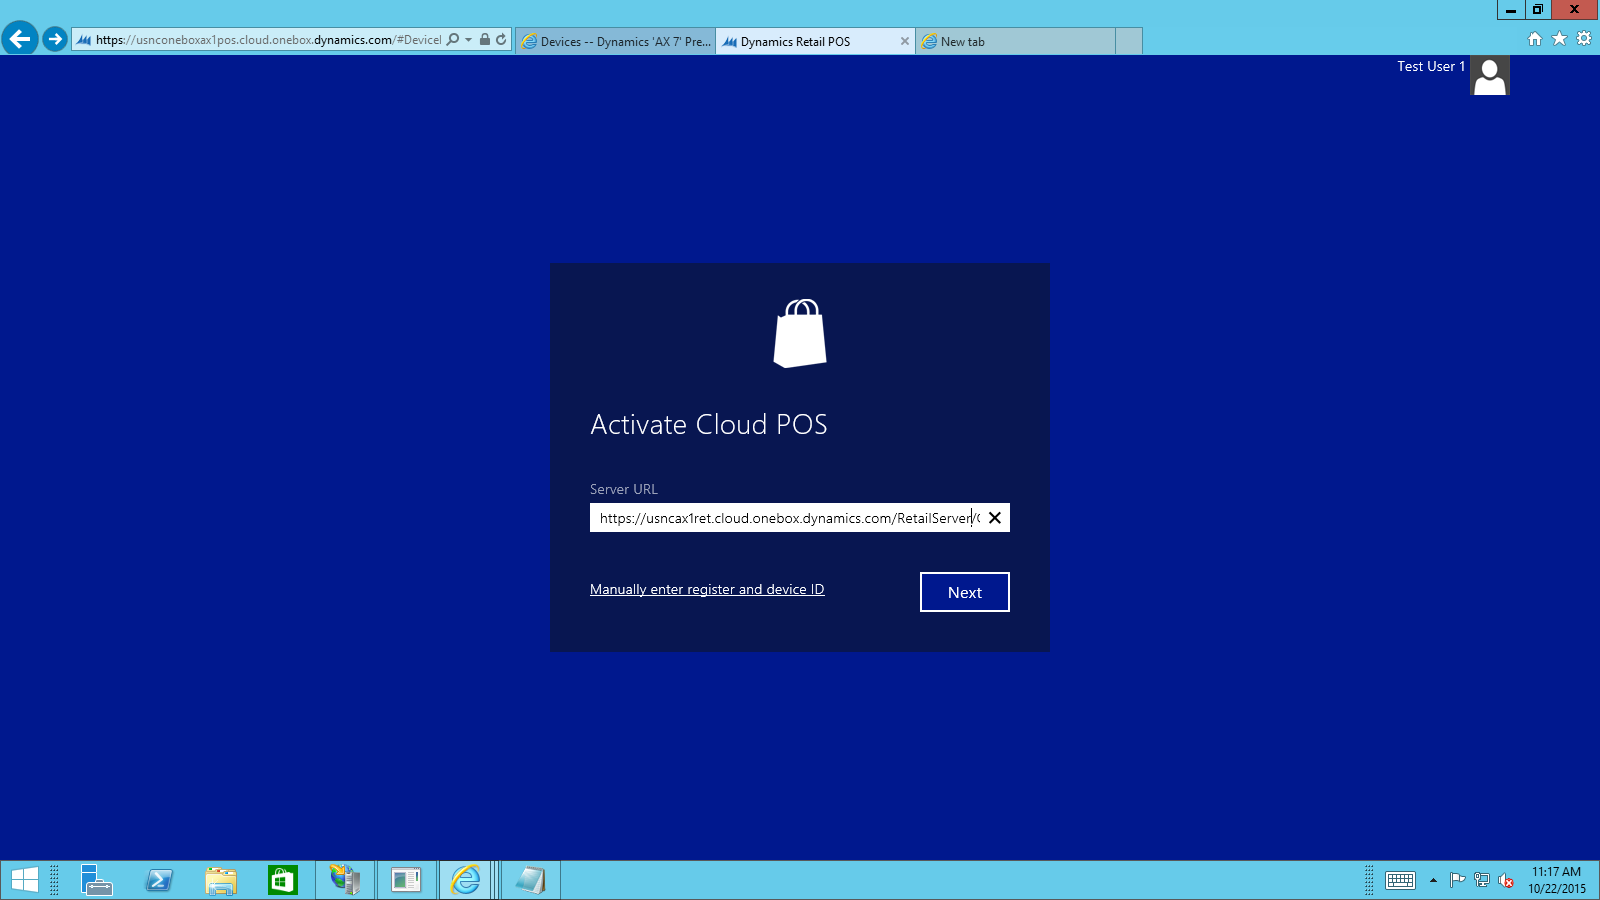 https://usnconeboxax1pos.cloud.onebox.dynamics.com/#Devicel
Devices -- Dynamics 'AX 7' Pre...
Dynamics Retail POS
New tab
Test User 1
Activate Cloud POS
Server URL
https://usncax1ret.cloud.onebox.dynamics.com/RetailServer/
Manually enter register and device ID
Next
11:17 AM
10/22/2015